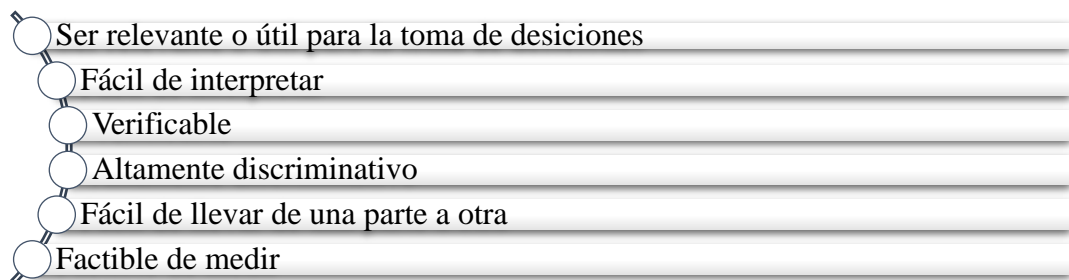 Ser relevante o útil para la toma de desiciones
Fácil de interpretar
Verificable
Altamente discriminativo
Fácil de llevar de una parte a otra
Factible de medir